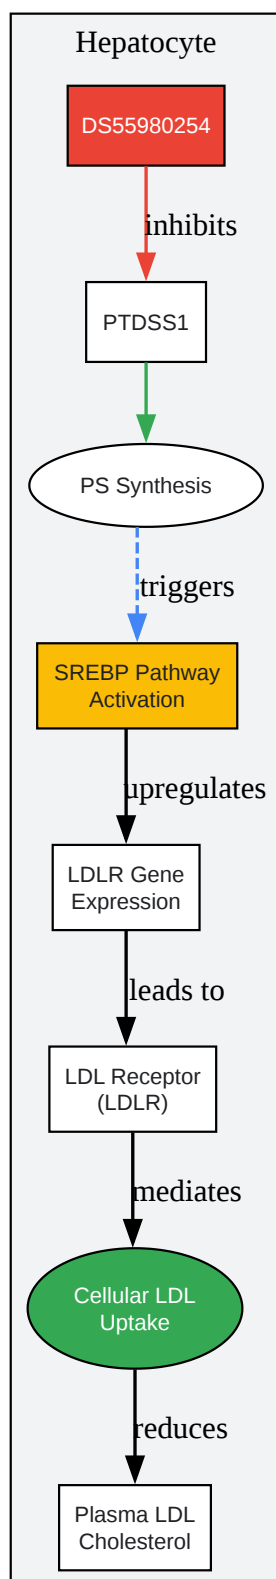 Hepatocyte
DS55980254
inhibits
PTDSS1
PS Synthesis
triggers
SREBP Pathway
Activation
upregulates
LDLR Gene
Expression
leads to
LDL Receptor
(LDLR)
mediates
Cellular LDL
Uptake
reduces
Plasma LDL
Cholesterol